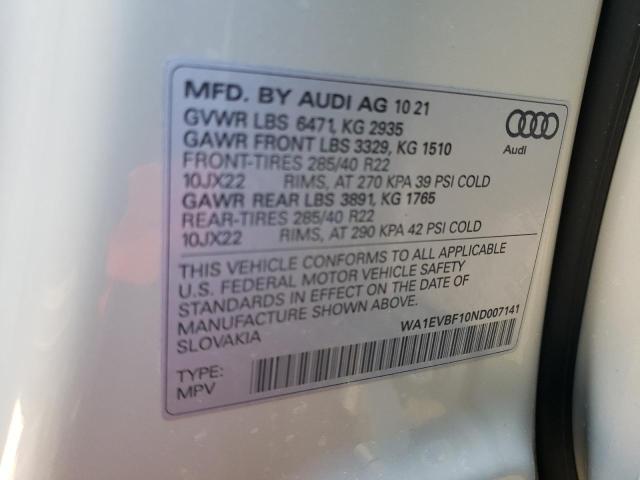 MFD. BY AUDI AG 10 21
GVWR LBS 6471, KG 2935
GAWR FRONT LBS 3329, KG 1510
FRONT-TIRES 285/40 R22
10JX22 RIMS, AT 270 KPA 39 PSI COLD
GAWR REAR LBS 3891, KG 1765
REAR-TIRES 285/40 R22
10JX22 RIMS, AT 290 KPA 42 PSI COLD
Audi
THIS VEHICLE CONFORMS TO ALL APPLICABLE
U.S. FEDERAL MOTOR VEHICLE SAFETY
STANDARDS IN EFFECT ON THE DATE OF
MANUFACTURE SHOWN ABOVE.
SLOVAKIA
WA1EVBF10ND007141
TYPE:
MPV